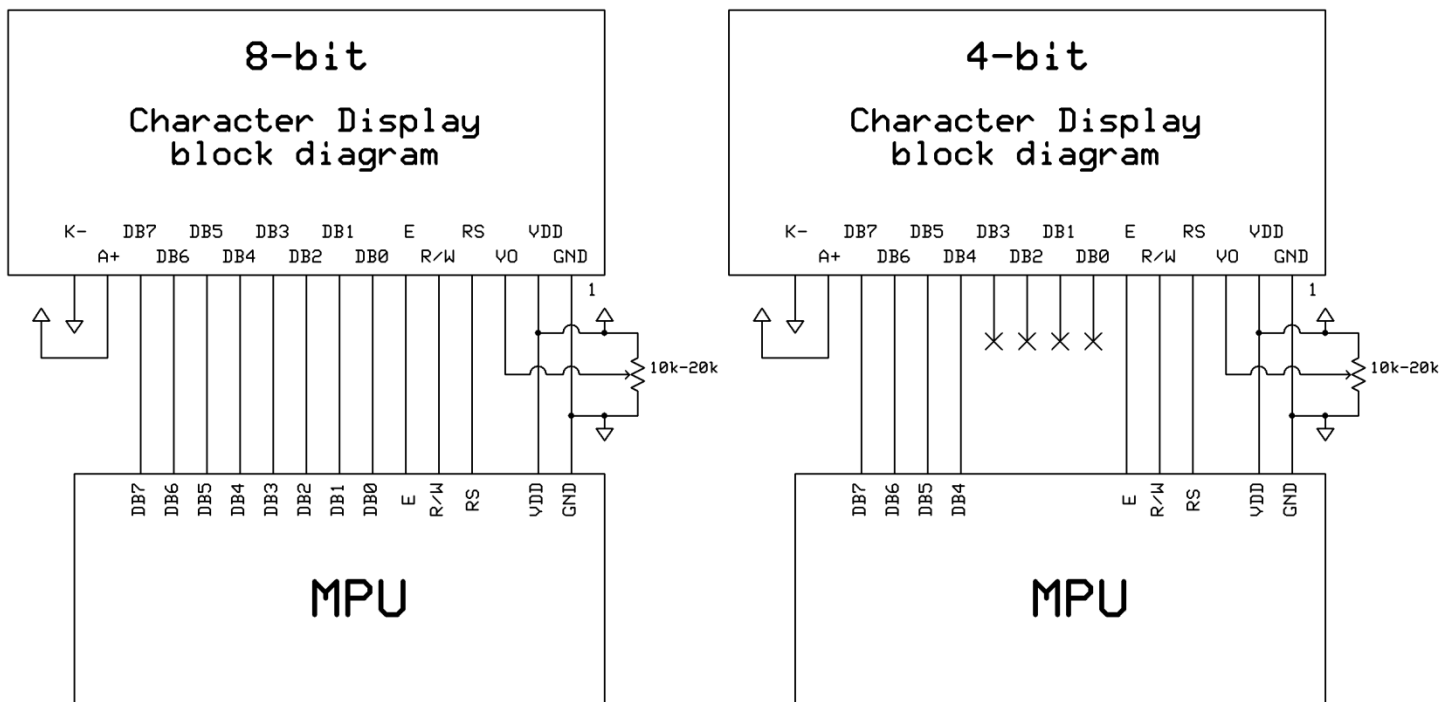 8-bit
Character Display
block diagram
K- DB7 DB5 DB3 DB1 E RS VDD
A+ DB6 DB4 DB2 DB0 R/W VO GND
1
10k-20k
DB7
DB6
DB5
DB4
DB3
DB2
DB1
DB0
E
R/W
RS
VDD
GND
MPU
4-bit
Character Display
block diagram
K- DB7 DB5 DB3 DB1 E RS VDD
A+ DB6 DB4 DB2 DB0 R/W VO GND
1
10k-20k
DB7
DB6
DB5
DB4
E
R/W
RS
VDD
GND
MPU